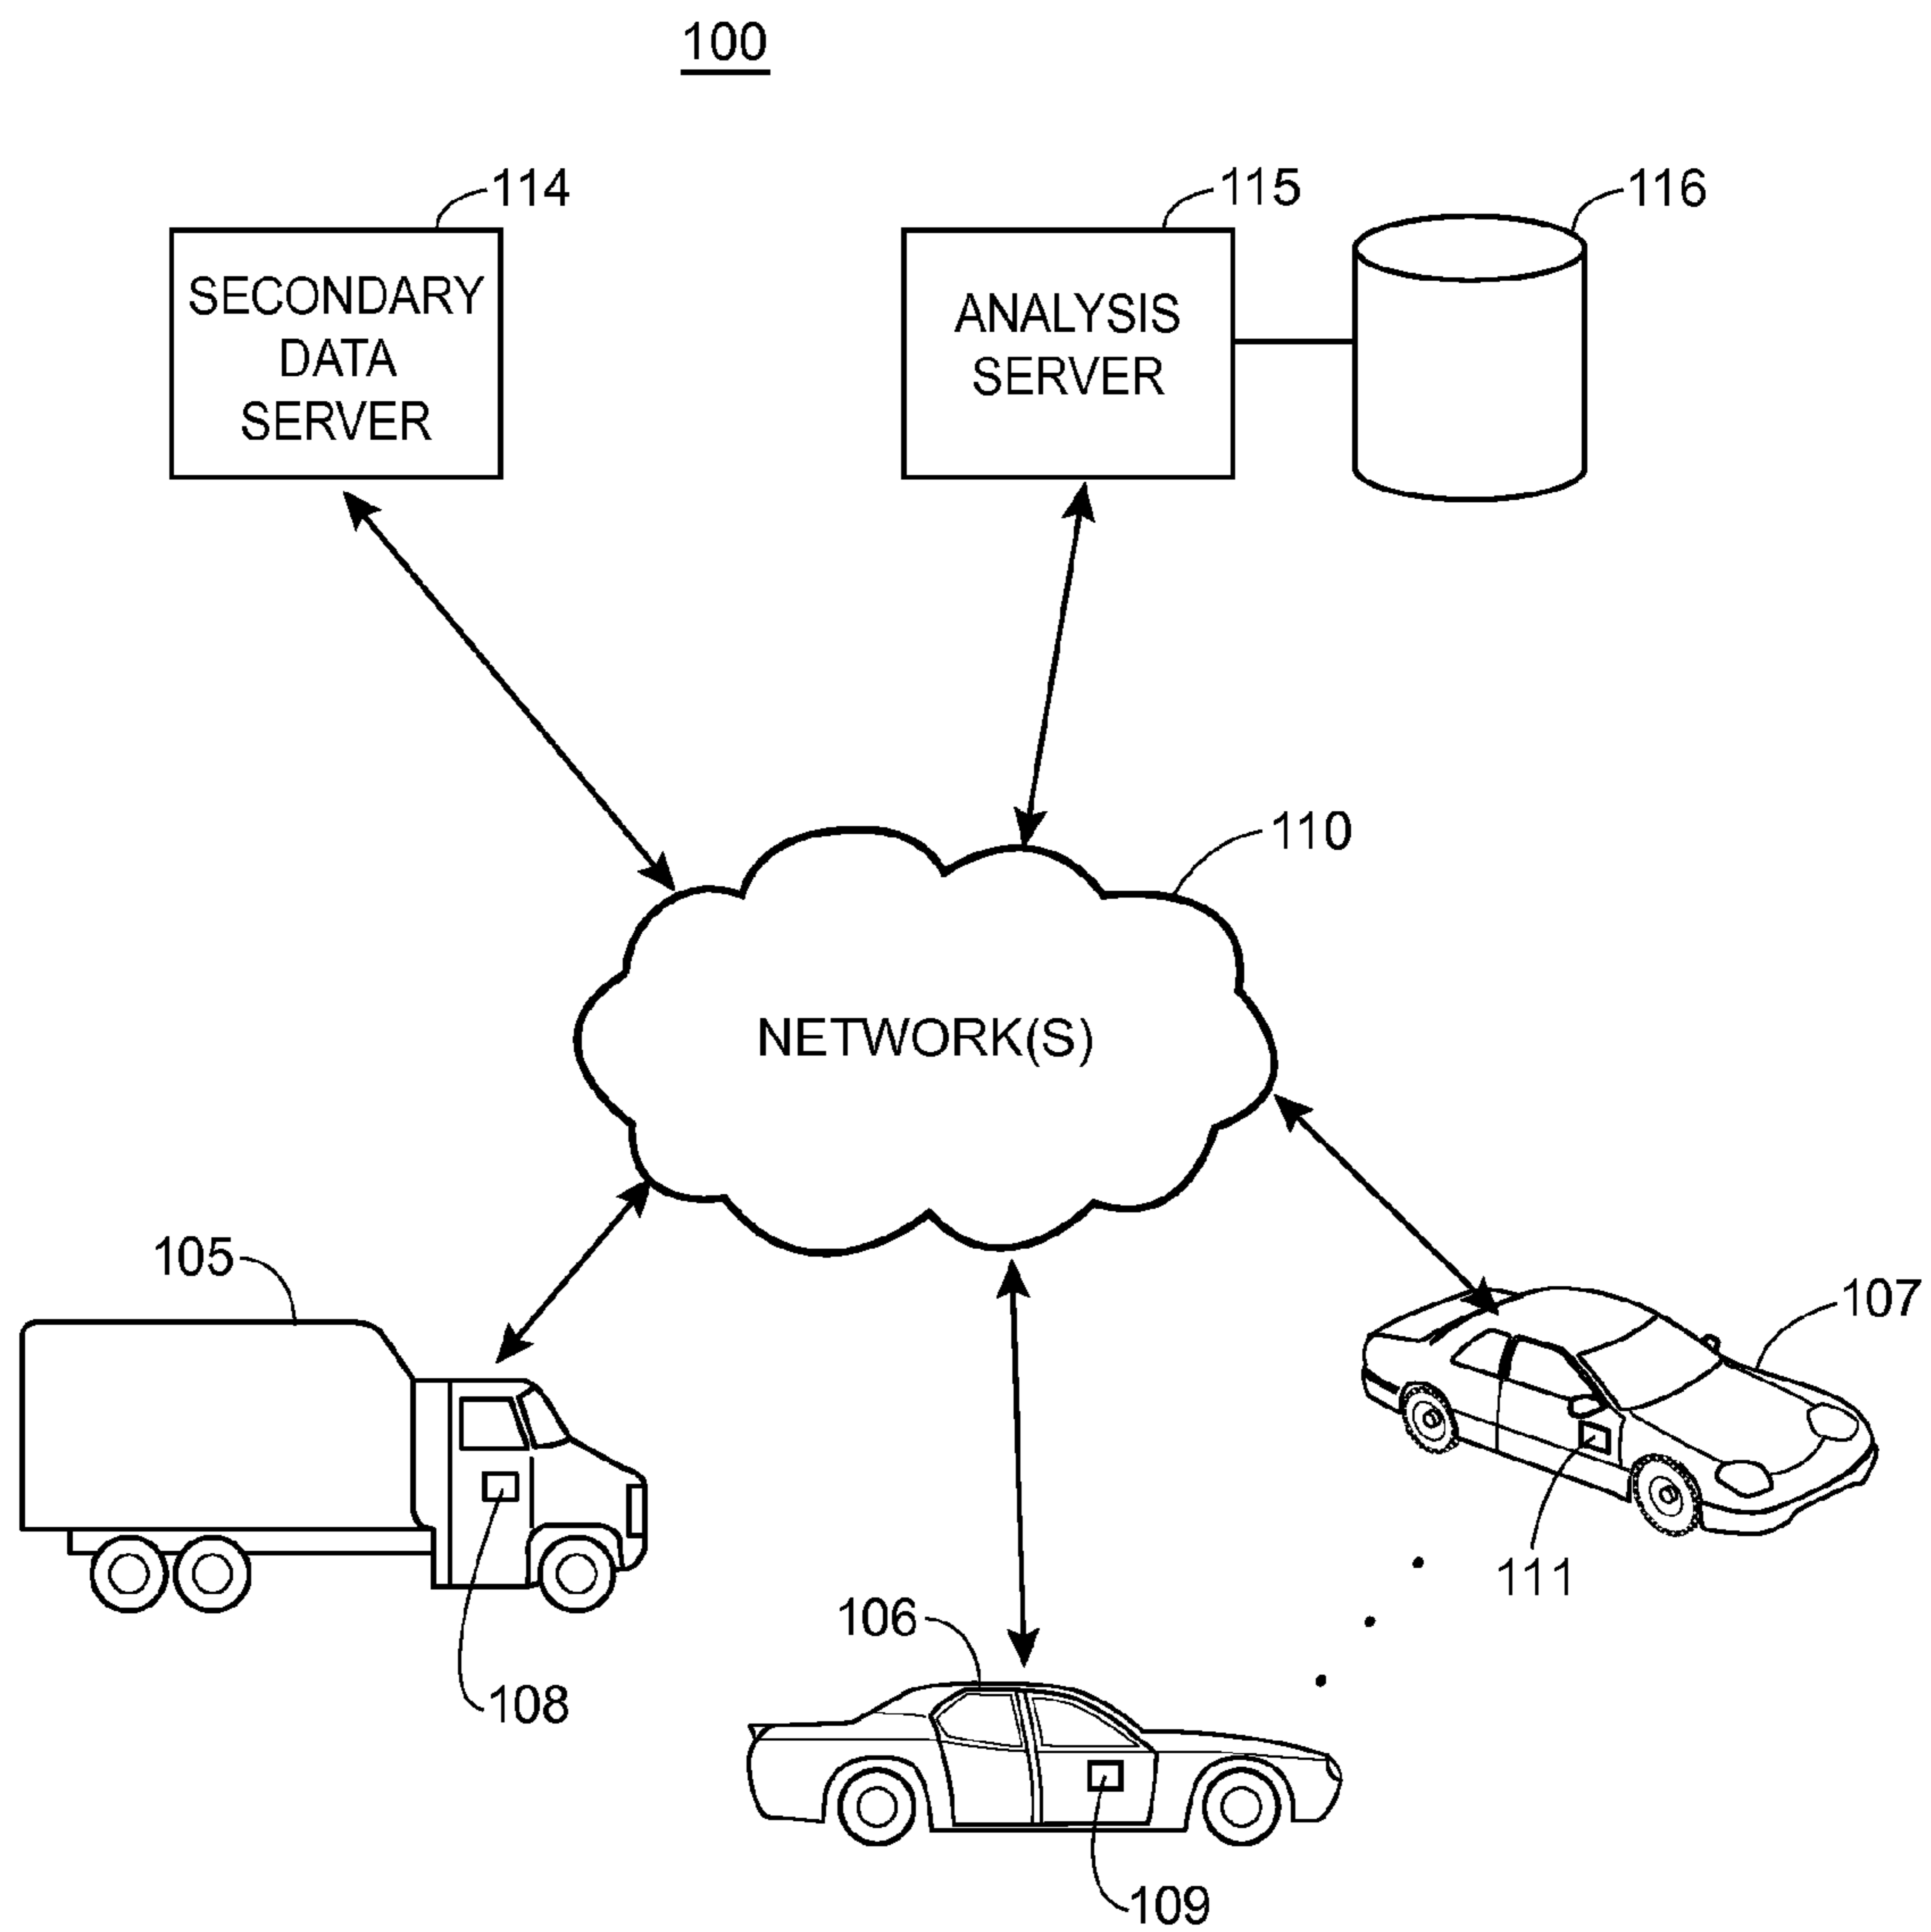 100
114
115
116
SECONDARY
DATA
SERVER
ANALYSIS
SERVER
110
NETWORK(S)
105
107
111
106
108
109